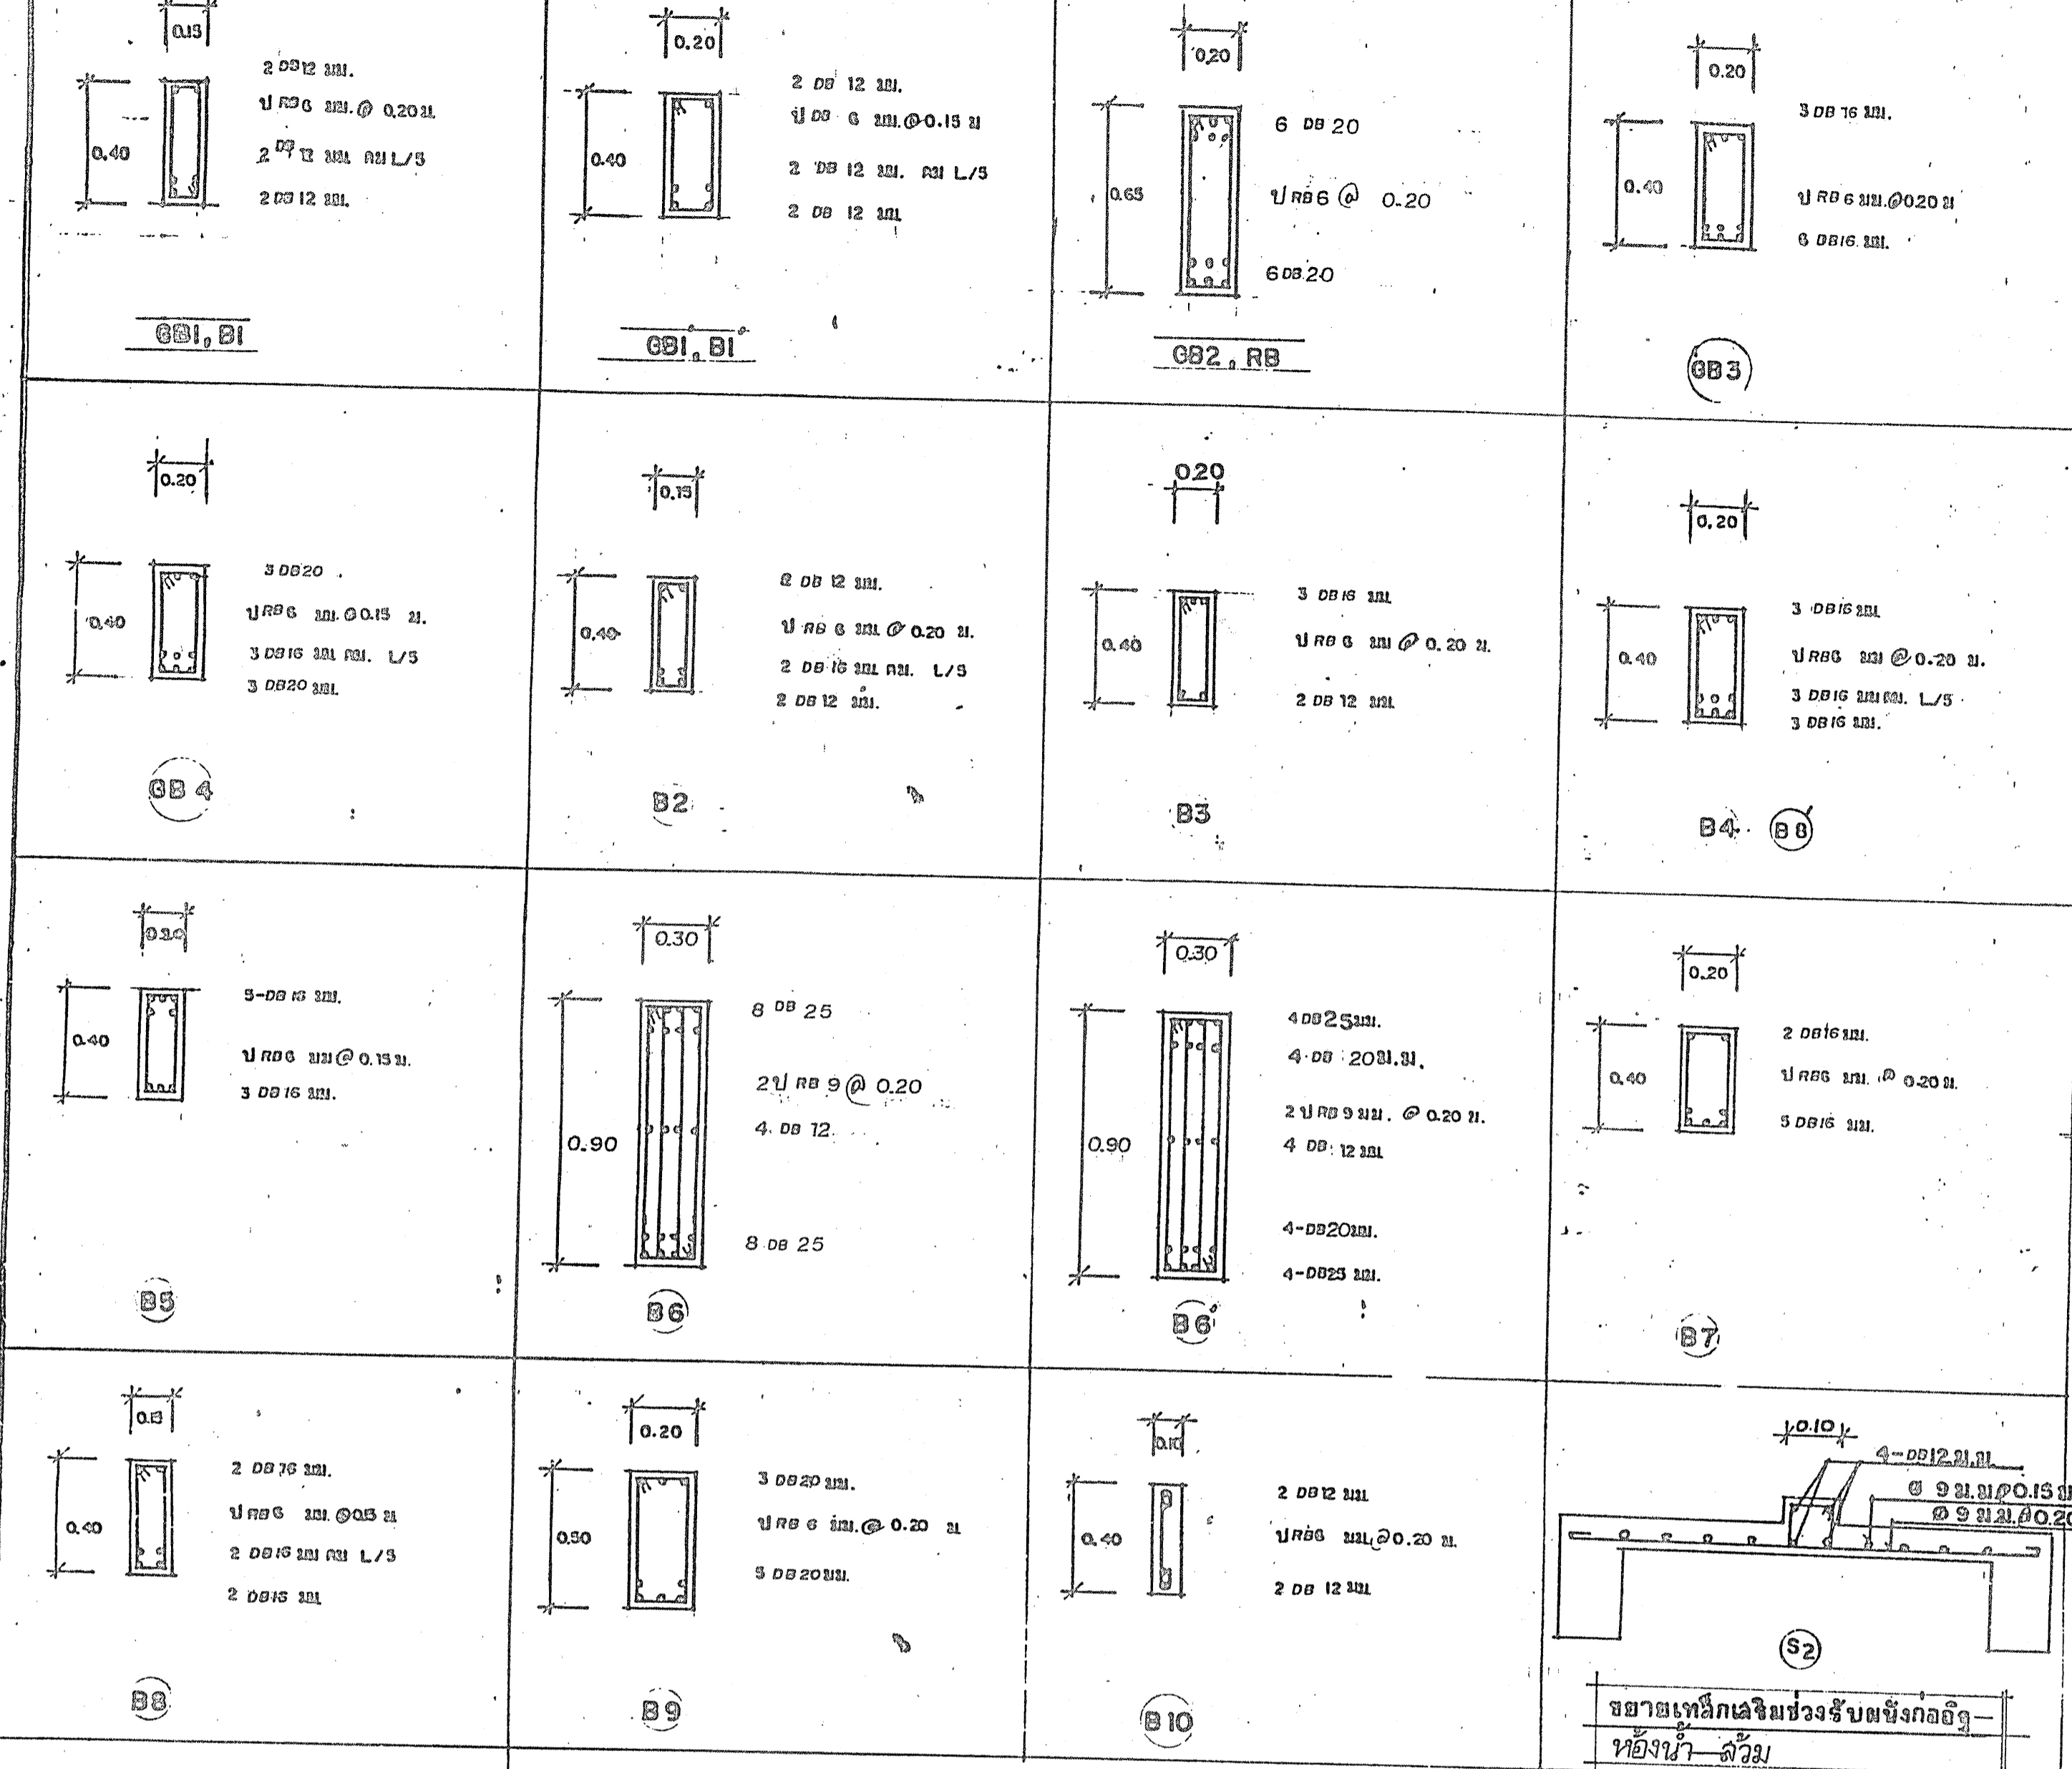 0.15
2 DB12 มม.
ป RB6 มม.@ 0.20 ม.
0.40
2 DB 12 มม. คม L/5
2 DB 12 มม.
GB1, B1
0.20
2 DB 12 มม.
ป DB 6 มม.@0.15 ม
0.40
2 DB 12 มม. คม L/5
2 DB 12 มม
GB1, B1
0.20
6 DB 20
0.65
ป RB6 @ 0.20
6 DB 20
GB2, RB
0.20
3 DB 16 มม.
0.40
ป RB 6 มม.@0.20 ม
6 DB16 มม.
GB3
0.20
3 DB20
ป RB 6 มม.@0.15 ม.
0.40
3 DB16 มม คม. L/5
3 DB20 มม.
GB 4
0.15
2 DB 12 มม.
0.40
ป RB 6 มม @ 0.20 ม.
2 DB 16 มม. คม. L/5
2 DB 12 มม.
B2
0.20
3 DB16 มม
0.40
ป RB 6 มม @ 0.20 ม.
2 DB 12 มม
B3
0.20
3 DB16 มม
0.40
ป RB6 มม @ 0.20 ม.
3 DB16 มม คม. L/5
3 DB16 มม.
B4 B8'
0.20
5-DB 16 มม.
0.40
ป RB6 มม @ 0.15 ม.
3 DB 16 มม.
B5
0.30
8 DB 25
2ป RB 9 @ 0.20
4 DB 12
0.90
8 DB 25
B6
0.30
4 DB25 มม.
4 DB 20 ม.ม.
2 ป RB 9 มม. @ 0.20 ม.
0.90
4 DB 12 มม
4-DB20 มม.
4-DB25 มม.
B6'
0.20
2 DB16 มม.
0.40
ป RB6 มม. @ 0.20 ม.
5 DB16 มม.
B7
0.15
2 DB 16 มม.
ป RB 6 มม. @0.15 ม
0.40
2 DB16 มม คม L/5
2 DB16 มม
B8
0.20
3 DB20 มม.
0.50
ป RB 6 มม.@ 0.20 ม
5 DB 20 มม.
B9
0.10
2 DB12 มม
0.40
ป RB6 มม.@0.20 ม.
2 DB 12 มม
B10
0.10
4-DB12 ม.ม.
Ø 9 ม.ม @0.15 ม
Ø 9 ม.ม.@0.20
S2
ขยายเหล็กเสริมช่วงรับผนังก่ออิฐ-
ห้องน้ำ-ส้วม